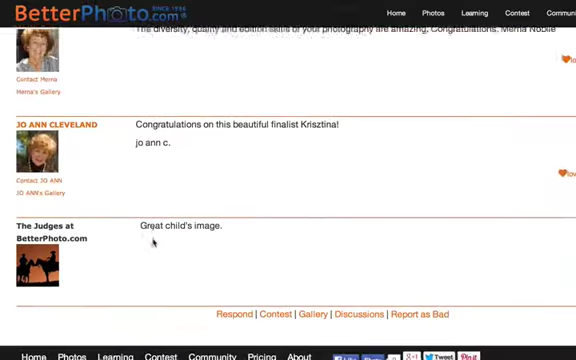 BetterPhoto.com
SINCE 1996
Home Photos Learning Contest
The diversity, quality and edition skills of your photography are amazing. Congratulations. Merna Nobile
Contact Merna
Merna's Gallery
JO ANN CLEVELAND
Congratulations on this beautiful finalist Krisztina!
jo ann c.
Contact JO ANN
JO ANN's Gallery
The Judges at
BetterPhoto.com
Great child's image.
Respond | Contest | Gallery | Discussions | Report as Bad
Home Photos Learning Contest Community Pricing About
Tweet
Pin it